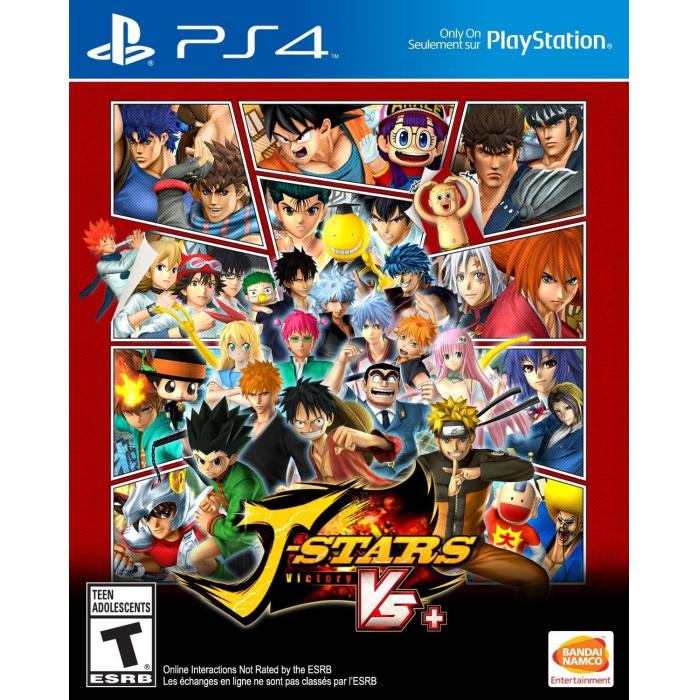 PS4™
Only On
Seulement sur PlayStation®
ARALE
J-STARS
Victory
VS+
TEEN
ADOLESCENTS
T
ESRB
Online Interactions Not Rated by the ESRB
Les échanges en ligne ne sont pas classés par l'ESRB
BANDAI
NAMCO
Entertainment